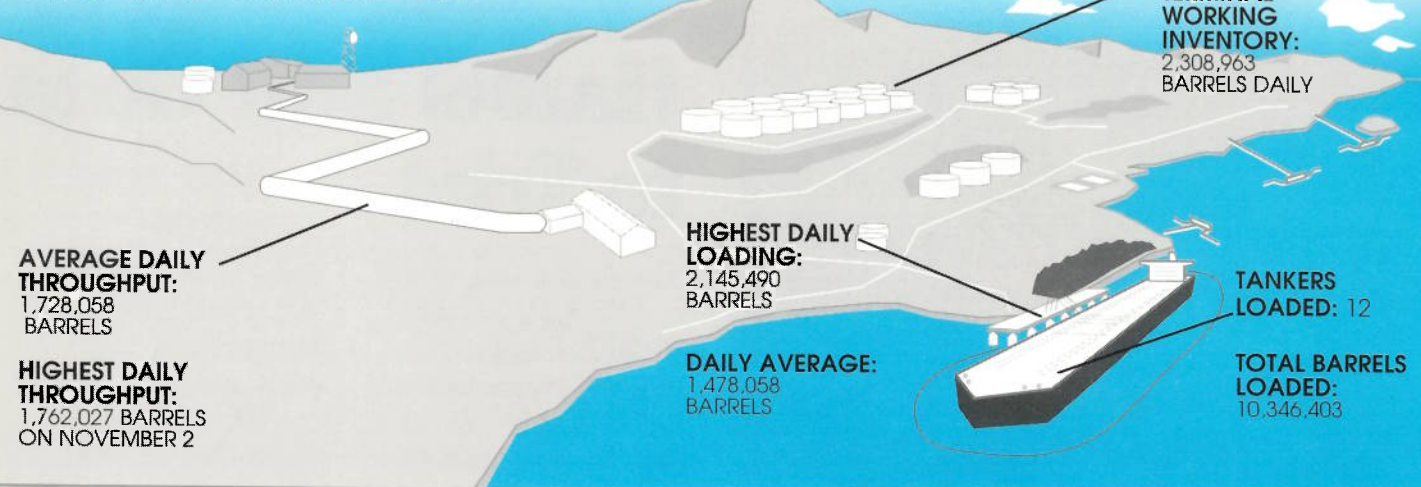 WORKING
INVENTORY:
2,308,963
BARRELS DAILY
AVERAGE DAILY
THROUGHPUT:
1,728,058
BARRELS
HIGHEST DAILY
THROUGHPUT:
1,762,027 BARRELS
ON NOVEMBER 2
HIGHEST DAILY
LOADING:
2,145,490
BARRELS
DAILY AVERAGE:
1,478,058
BARRELS
TANKERS
LOADED: 12
TOTAL BARRELS
LOADED:
10,346,403